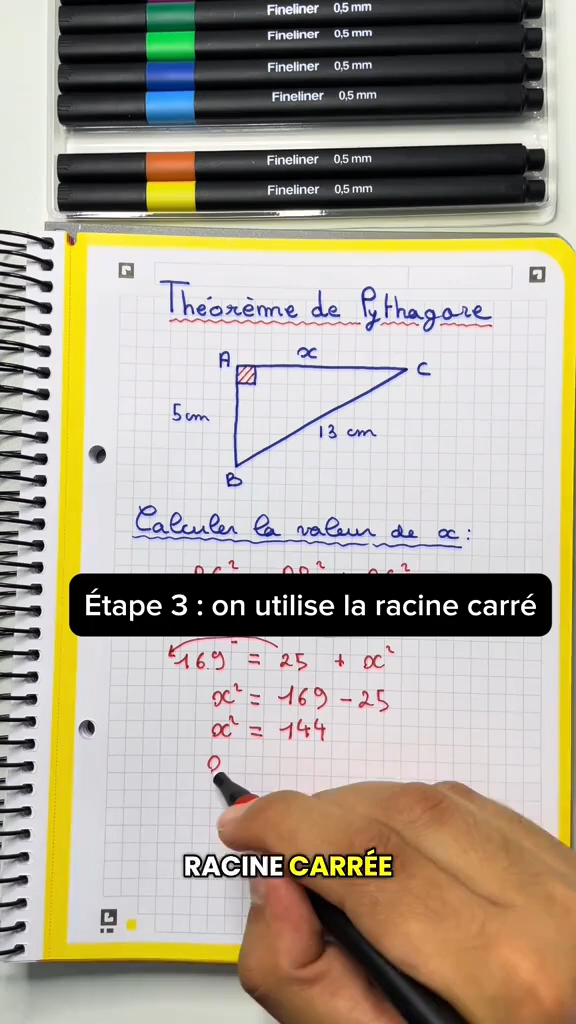 Fineliner 0,5 mm
Fineliner 0,5 mm
Fineliner 0,5 mm
Fineliner 0,5 mm
Fineliner 0,5 mm
Fineliner 0,5 mm
Théorème de Pythagore
A x C
5cm
13 cm
B
Calculer la valeur de x :
Étape 3 : on utilise la racine carré
169 = 25 + x²
x² = 169 - 25
x² = 144
RACINE CARRÉE